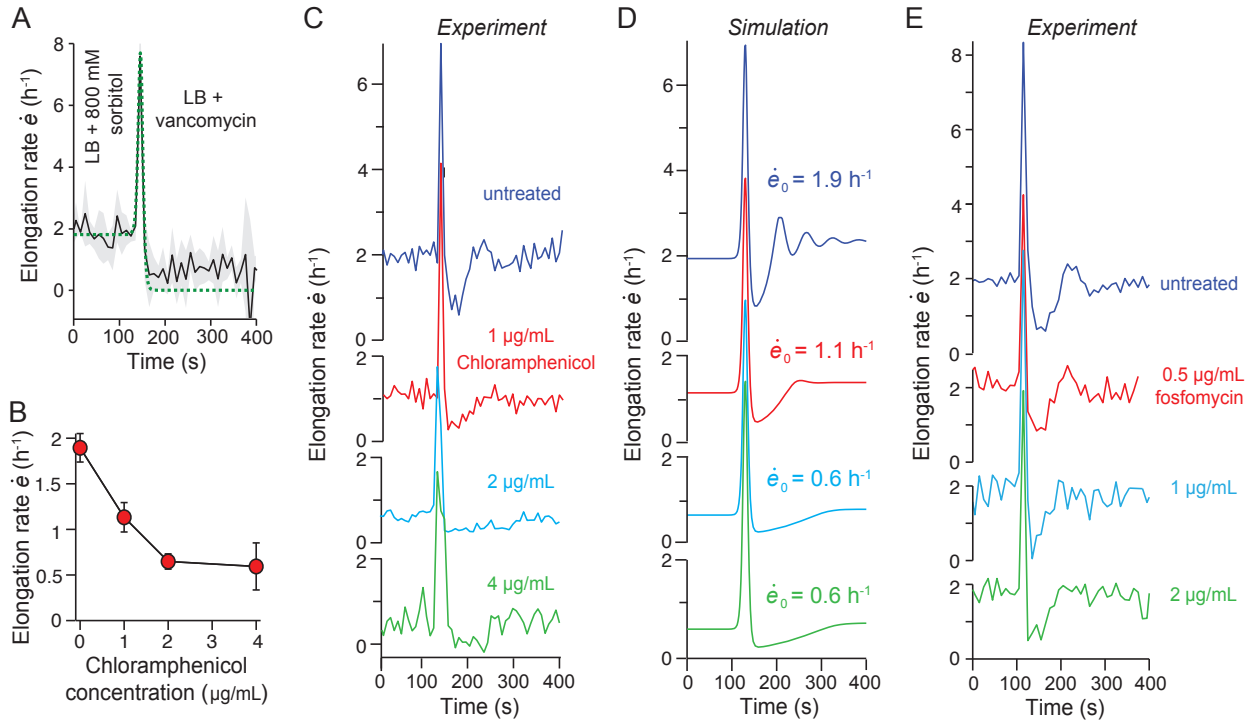 A
Elongation rate ė (h⁻¹)
8
6
4
2
0
LB + 800 mM
sorbitol
LB +
vancomycin
0
100
200
300
400
Time (s)
B
Elongation rate ė (h⁻¹)
2
1.5
1
0.5
0
0
1
2
3
4
Chloramphenicol
concentration (µg/mL)
C
Experiment
Elongation rate ė (h⁻¹)
6
4
2
0
untreated
2
0
1 µg/mL
Chloramphenicol
2
0
2 µg/mL
2
0
4 µg/mL
0
100
200
300
400
Time (s)
D
Simulation
Elongation rate ė (h⁻¹)
6
4
2
0
ė₀ = 1.9 h⁻¹
2
0
ė₀ = 1.1 h⁻¹
2
0
ė₀ = 0.6 h⁻¹
2
0
ė₀ = 0.6 h⁻¹
0
100
200
300
400
Time (s)
E
Experiment
Elongation rate ė (h⁻¹)
8
6
4
2
0
untreated
2
0
0.5 µg/mL
fosfomycin
2
0
1 µg/mL
2
0
2 µg/mL
0
100
200
300
400
Time (s)